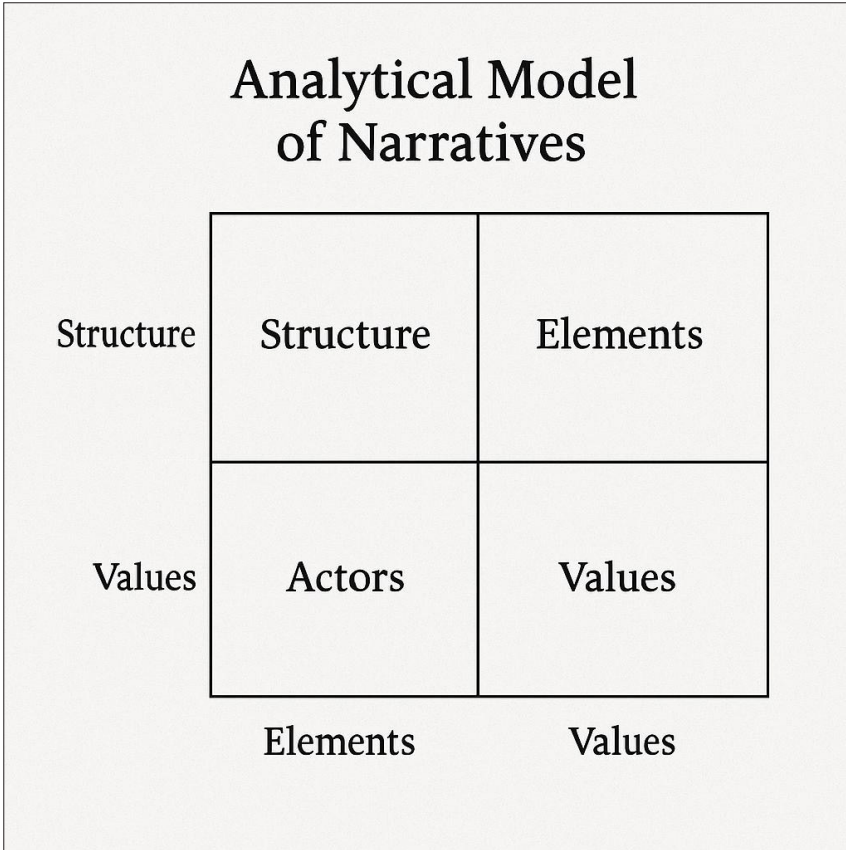 Analytical Model
of Narratives
Structure Structure Elements
Values Actors Values
Elements Values